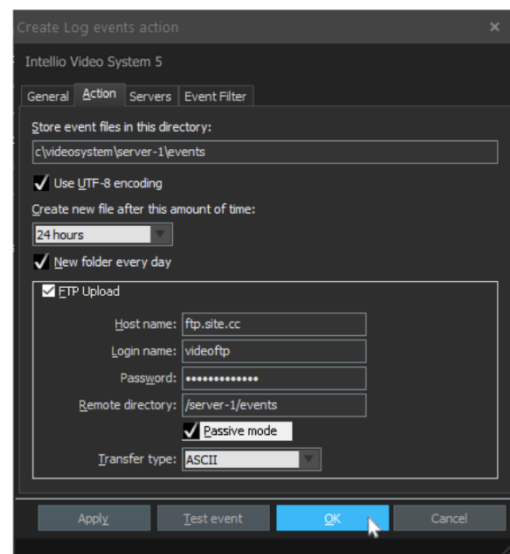 Create Log events action
Intellio Video System 5
General Action Servers Event Filter
Store event files in this directory:
c\videosystem\server-1\events
Use UTF-8 encoding
Create new file after this amount of time:
24 hours
New folder every day
FTP Upload
Host name: ftp.site.cc
Login name: videoftp
Password: •••••••••••••
Remote directory: /server-1/events
Passive mode
Transfer type: ASCII
Apply Test event OK Cancel